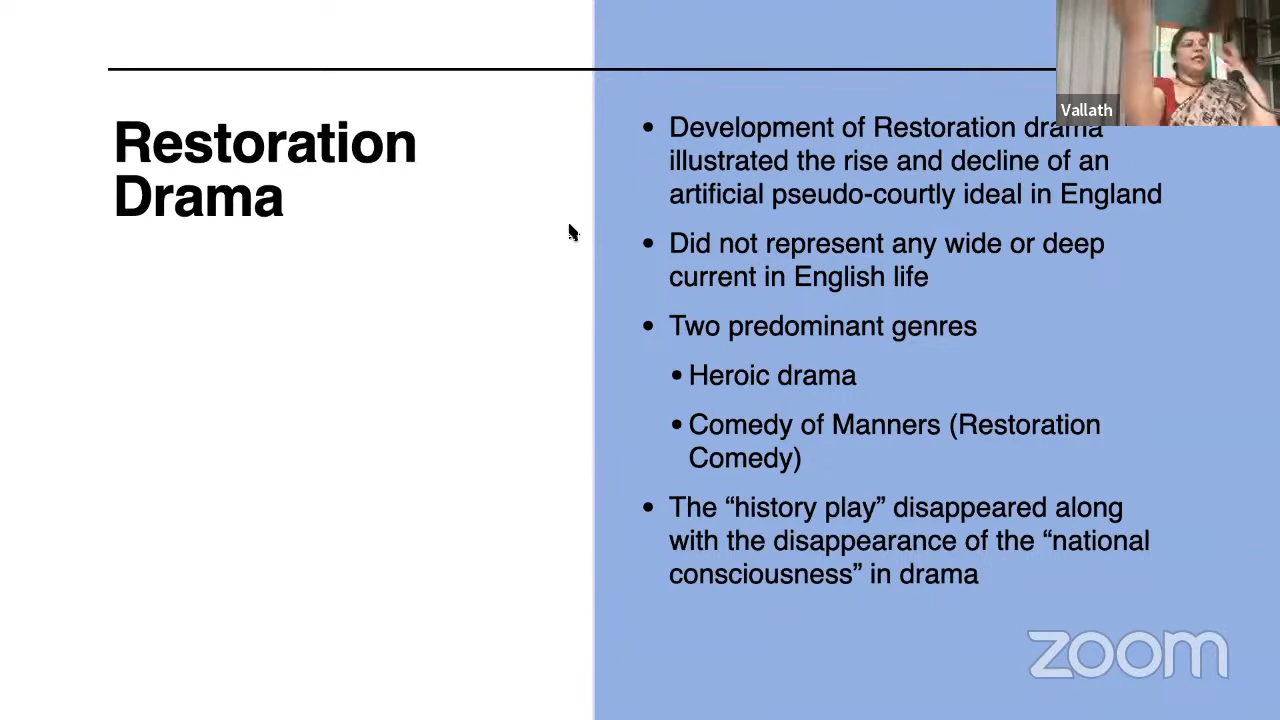 Restoration
Drama
Vallath
• Development of Restoration drama
illustrated the rise and decline of an
artificial pseudo-courtly ideal in England
• Did not represent any wide or deep
current in English life
• Two predominant genres
• Heroic drama
• Comedy of Manners (Restoration
Comedy)
• The “history play” disappeared along
with the disappearance of the “national
consciousness” in drama
zoom